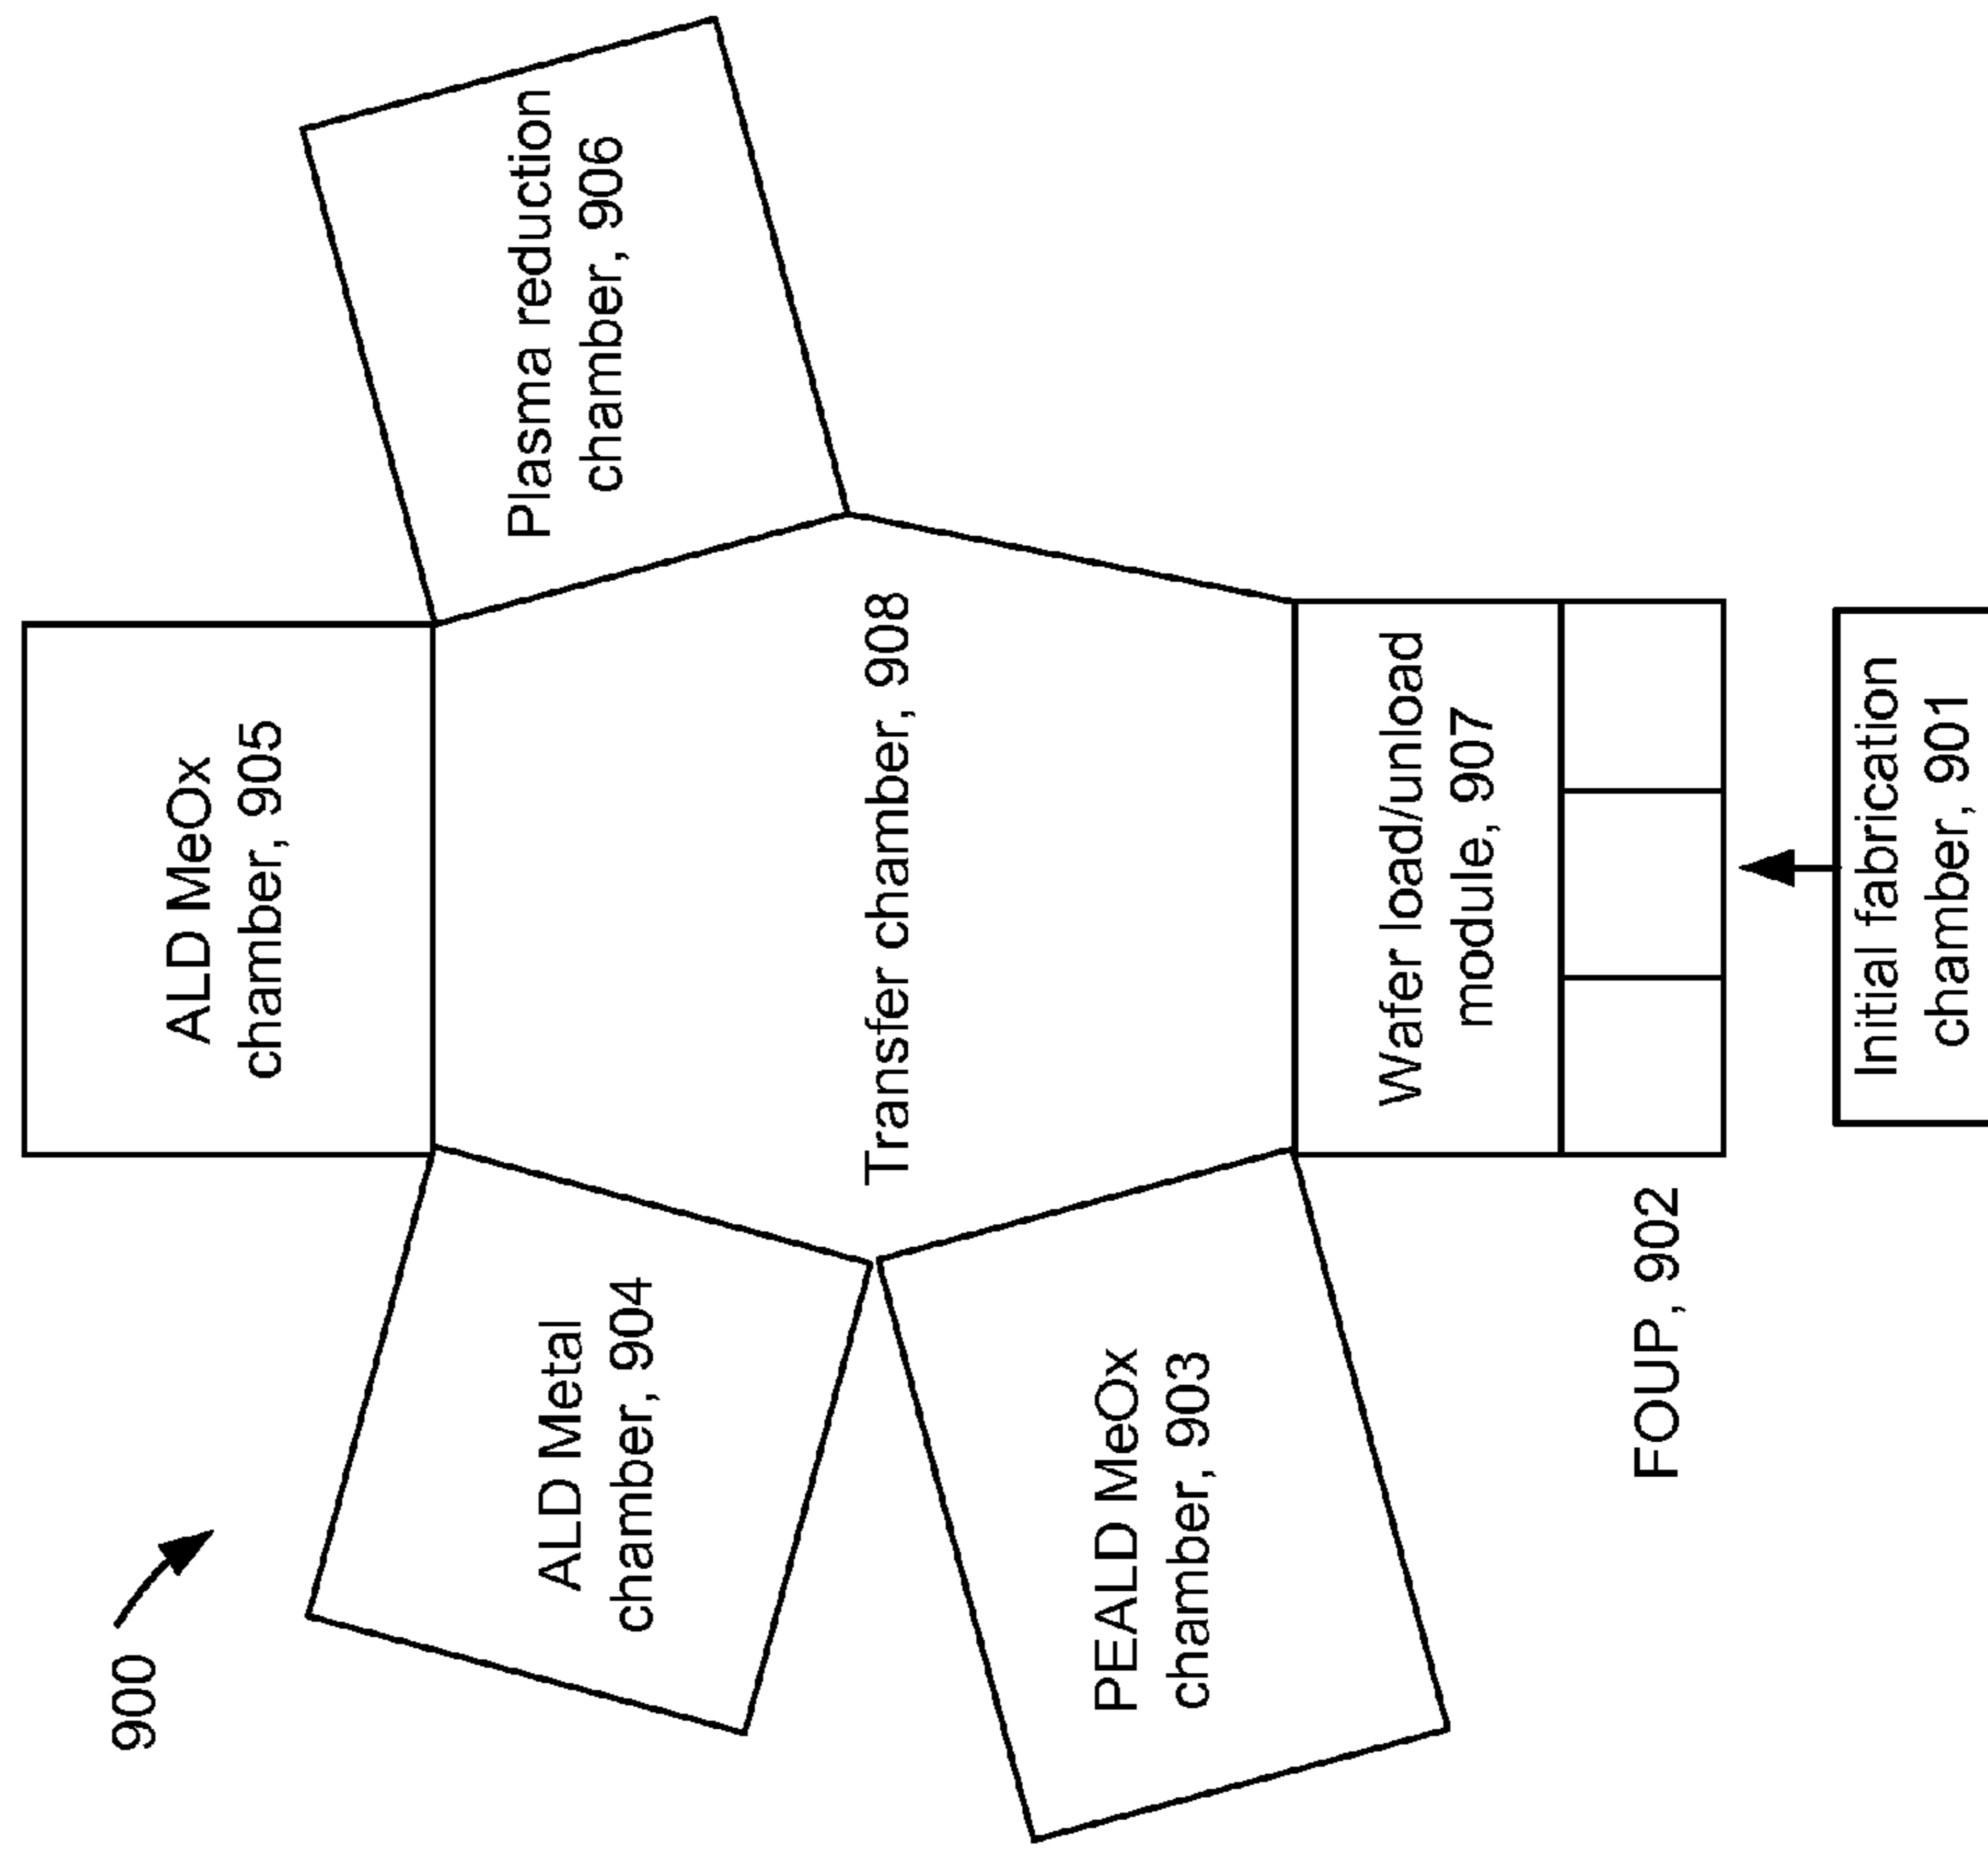 900
ALD MeOx
chamber, 905
Plasma reduction
chamber, 906
ALD Metal
chamber, 904
Transfer chamber, 908
PEALD MeOx
chamber, 903
Wafer load/unload
module, 907
FOUP, 902
Initial fabrication
chamber, 901